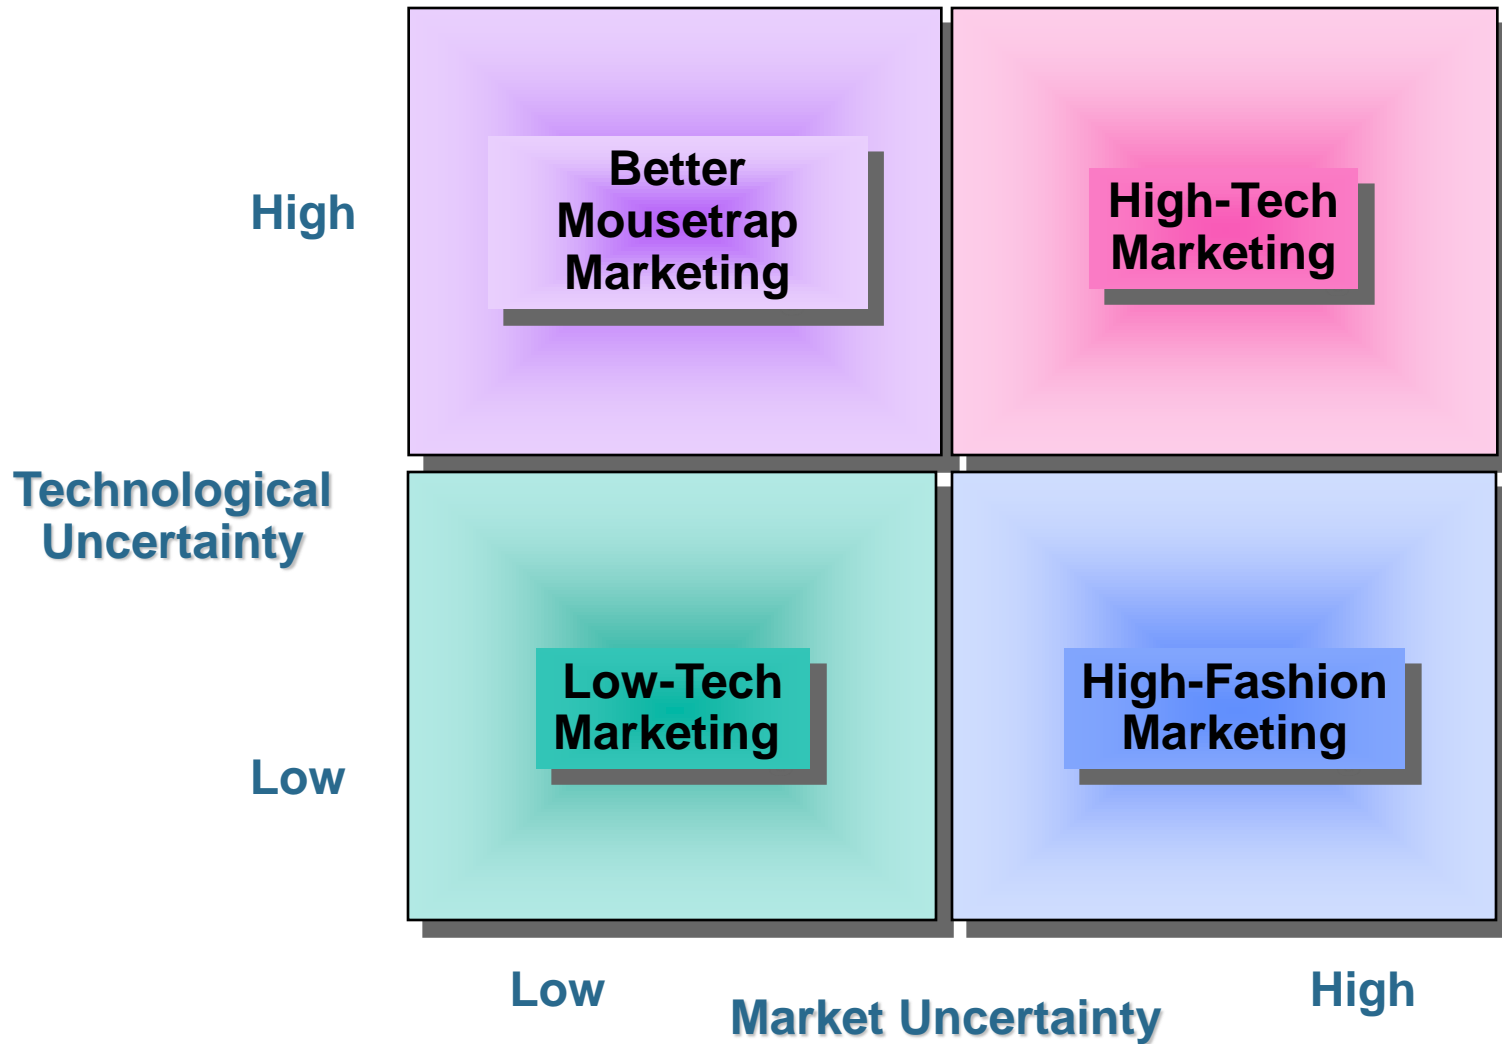 Better
Mousetrap
Marketing
High-Tech
Marketing
High
Technological
Uncertainty
Low-Tech
Marketing
High-Fashion
Marketing
Low
Low
High
Market Uncertainty